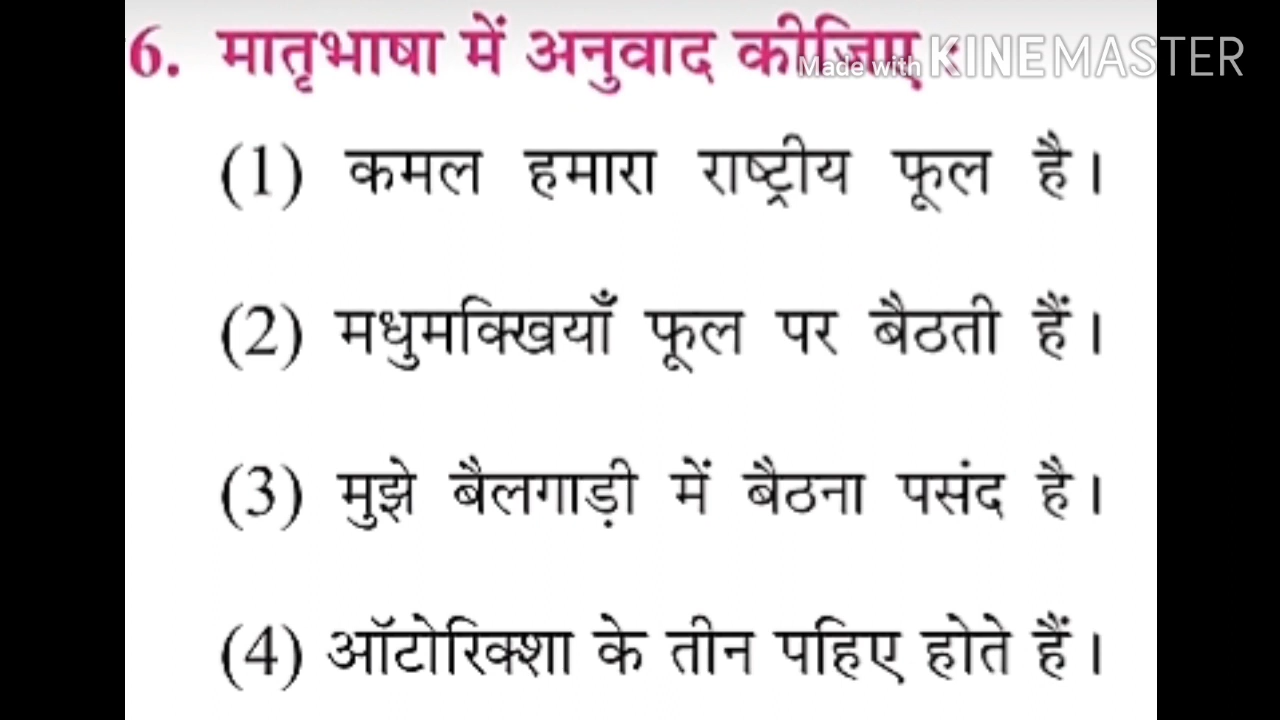 6. मातृभाषा में अनुवाद कीजिए :
Made with KINEMASTER
(1) कमल हमारा राष्ट्रीय फूल है।
(2) मधुमक्खियाँ फूल पर बैठती हैं।
(3) मुझे बैलगाड़ी में बैठना पसंद है।
(4) ऑटोरिक्शा के तीन पहिए होते हैं।